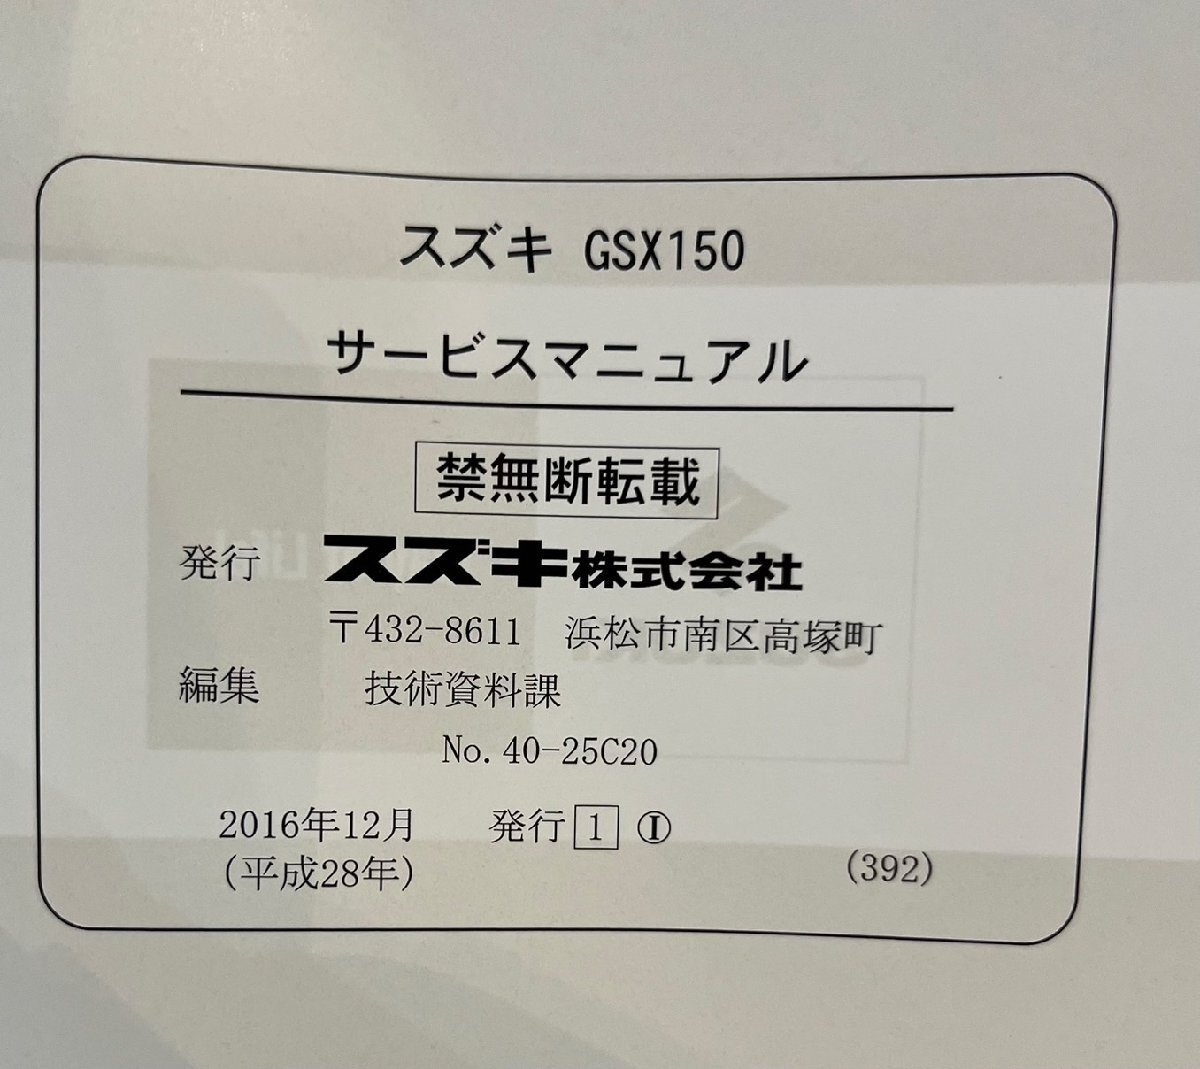 スズキ GSX150
サービスマニュアル
禁無断転載
発行 スズキ株式会社
〒432-8611 浜松市南区高塚町
編集 技術資料課
No. 40-25C20
2016年12月 発行 1 Ⓘ
(平成28年)
(392)